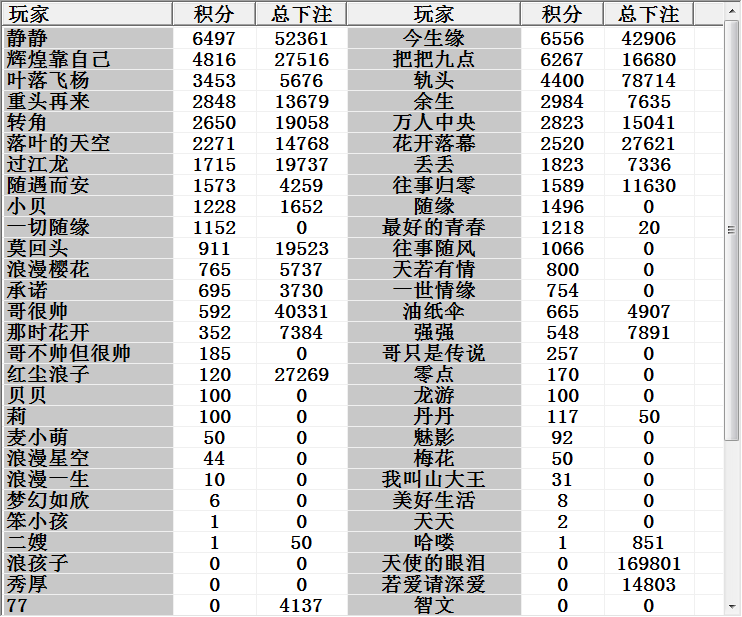 玩家 积分 总下注 玩家 积分 总下注
静静 6497 52361 今生缘 6556 42906
辉煌靠自己 4816 27516 把把九点 6267 16680
叶落飞杨 3453 5676 轨头 4400 78714
重头再来 2848 13679 余生 2984 7635
转角 2650 19058 万人中央 2823 15041
落叶的天空 2271 14768 花开落幕 2520 27621
过江龙 1715 19737 丢丢 1823 7336
随遇而安 1573 4259 往事归零 1589 11630
小贝 1228 1652 随缘 1496 0
一切随缘 1152 0 最好的青春 1218 20
莫回头 911 19523 往事随风 1066 0
浪漫樱花 765 5737 天若有情 800 0
承诺 695 3730 一世情缘 754 0
哥很帅 592 40331 油纸伞 665 4907
那时花开 352 7384 强强 548 7891
哥不帅但很帅 185 0 哥只是传说 257 0
红尘浪子 120 27269 零点 170 0
贝贝 100 0 龙游 100 0
莉 100 0 丹丹 117 50
麦小萌 50 0 魅影 92 0
浪漫星空 44 0 梅花 50 0
浪漫一生 10 0 我叫山大王 31 0
梦幻如欣 6 0 美好生活 8 0
笨小孩 1 0 天天 2 0
二嫂 1 50 哈喽 1 851
浪孩子 0 0 天使的眼泪 0 169801
秀厚 0 0 若爱请深爱 0 14803
77 0 4137 智文 0 0